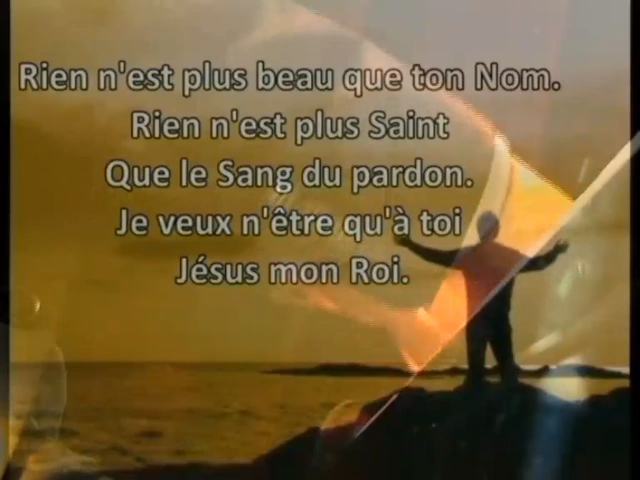 Rien n'est plus beau que ton Nom.
Rien n'est plus Saint
Que le Sang du pardon.
Je veux n'être qu'à toi
Jésus mon Roi.